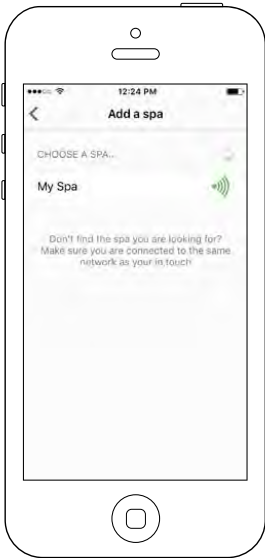 12:24 PM
Add a spa
CHOOSE A SPA..
My Spa
Don't find the spa you are looking for?
Make sure you are connected to the same
network as your in touch